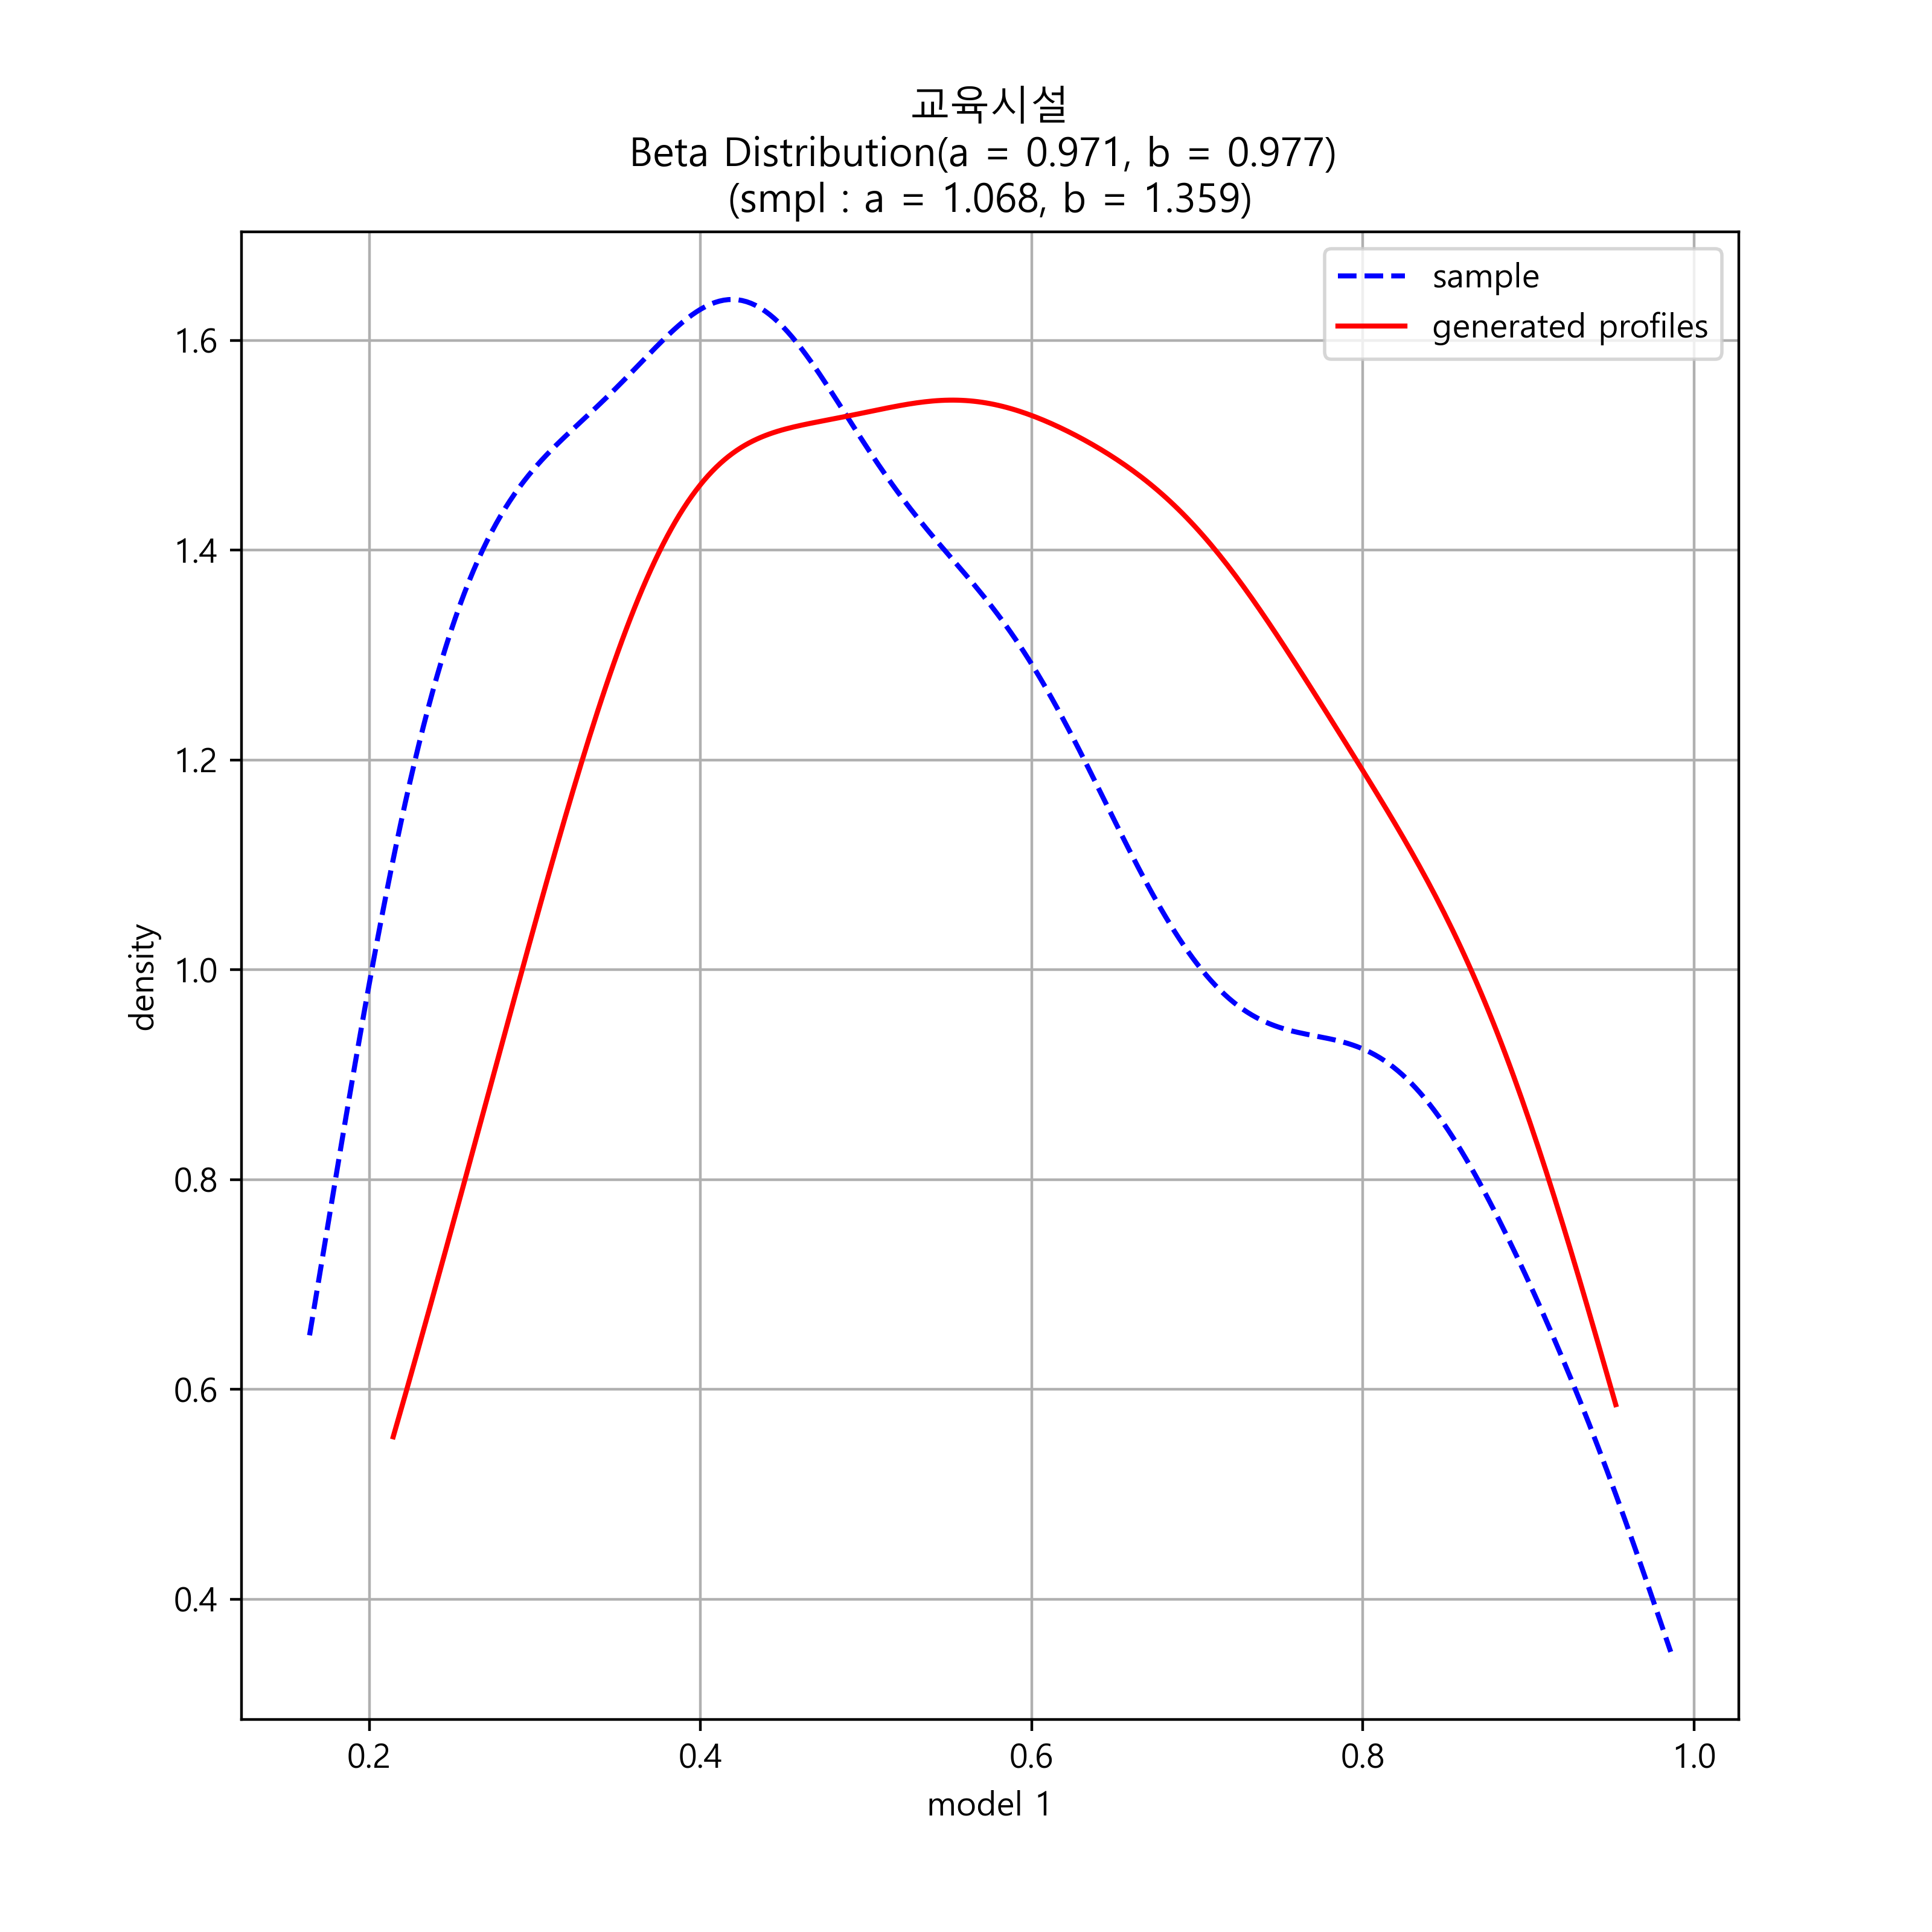 교육시설
Beta Distribution(a = 0.971, b = 0.977)
(smpl : a = 1.068, b = 1.359)
sample
generated profiles
density
1.6
1.4
1.2
1.0
0.8
0.6
0.4
0.2 0.4 0.6 0.8 1.0
model 1